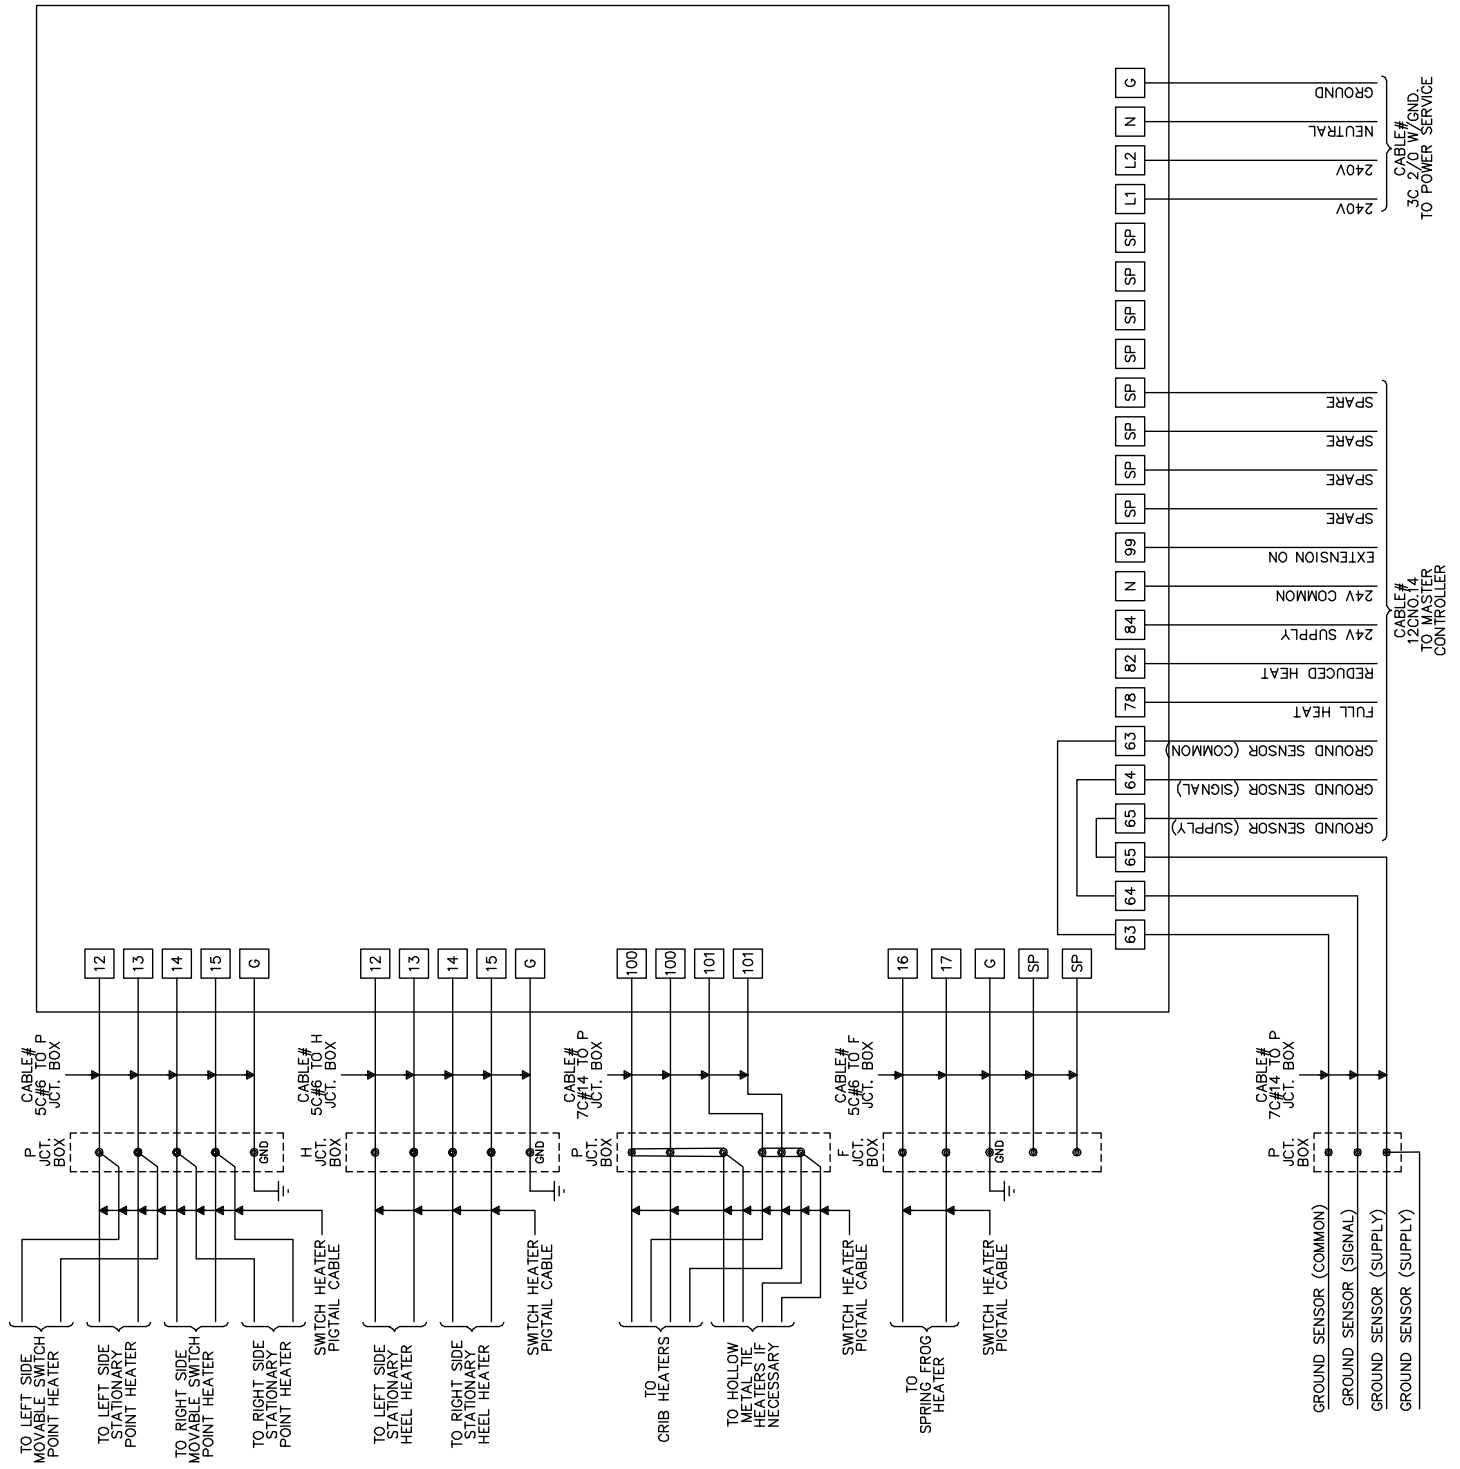 G
GROUND
N
NEUTRAL
L2
240V
L1
240V
CABLE#
3C 2/0 W/GND.
TO POWER SERVICE
SP
SP
SP
SP
SP
SPARE
SP
SPARE
SP
SPARE
SP
SPARE
99
EXTENSION ON
N
24V COMMON
84
24V SUPPLY
82
REDUCED HEAT
78
FULL HEAT
63
GROUND SENSOR (COMMON)
64
GROUND SENSOR (SIGNAL)
65
GROUND SENSOR (SUPPLY)
CABLE#
12CNO.14
TO MASTER
CONTROLLER
65
64
63
12
13
14
15
G
12
13
14
15
G
100
100
101
101
16
17
G
SP
SP
CABLE#
5C#6 TO P
JCT. BOX
CABLE#
5C#6 TO H
JCT. BOX
CABLE#
7C#14 TO P
JCT. BOX
CABLE#
5C#6 TO F
JCT. BOX
CABLE#
7C#14 TO P
JCT. BOX
P
JCT.
BOX
GND
H
JCT.
BOX
GND
P
JCT.
BOX
F
JCT.
BOX
GND
P
JCT.
BOX
TO LEFT SIDE
MOVABLE SWITCH
POINT HEATER
TO LEFT SIDE
STATIONARY
POINT HEATER
TO RIGHT SIDE
MOVABLE SWITCH
POINT HEATER
TO RIGHT SIDE
STATIONARY
POINT HEATER
SWITCH HEATER
PIGTAIL CABLE
TO LEFT SIDE
STATIONARY
HEEL HEATER
TO RIGHT SIDE
STATIONARY
HEEL HEATER
SWITCH HEATER
PIGTAIL CABLE
TO
CRIB HEATERS
TO HOLLOW
METAL TIE
HEATERS IF
NECESSARY
SWITCH HEATER
PIGTAIL CABLE
TO
SPRING FROG
HEATER
SWITCH HEATER
PIGTAIL CABLE
GROUND SENSOR (COMMON)
GROUND SENSOR (SIGNAL)
GROUND SENSOR (SUPPLY)
GROUND SENSOR (SUPPLY)